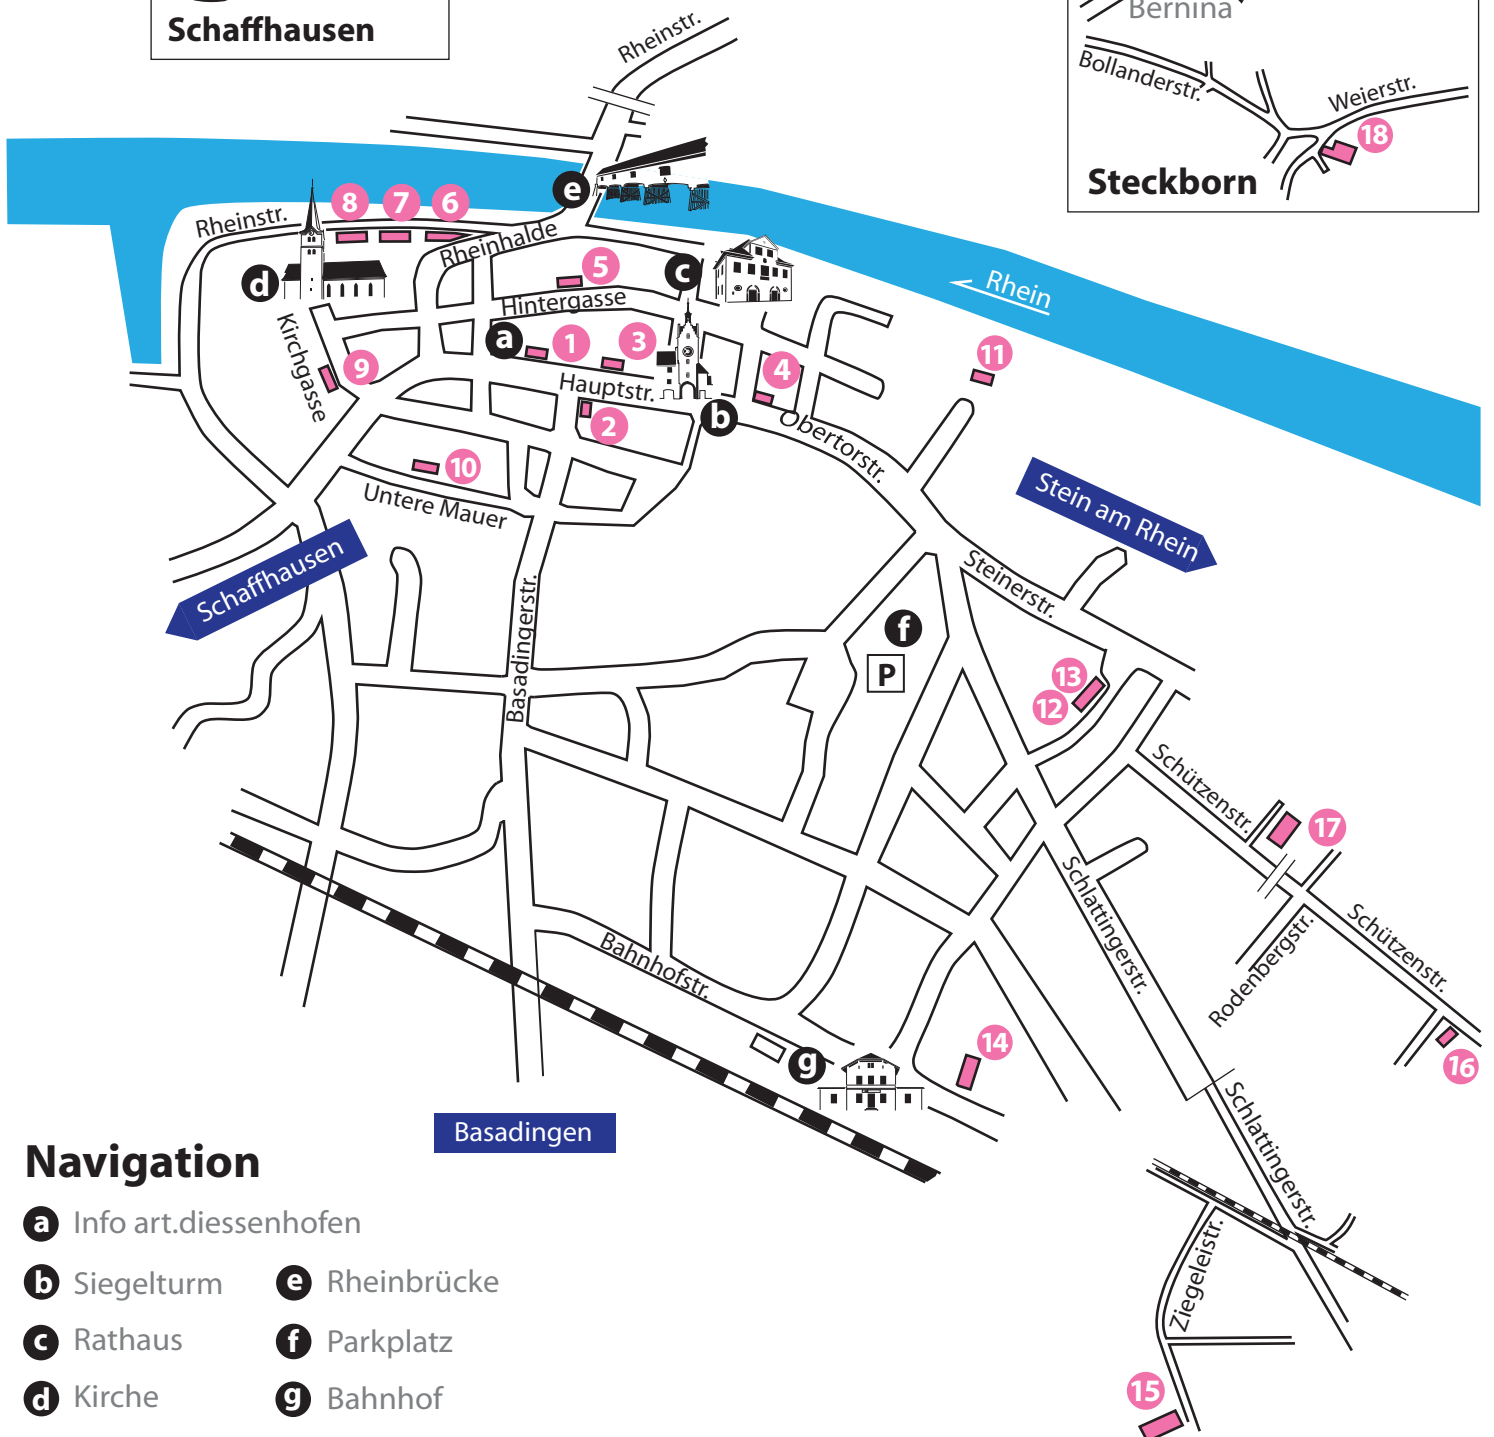 Schaffhausen
Bernina
Bollanderstr.
Weierstr.
18
Steckborn
Rheinstr.
e
Rheinstr.
8
7
6
Rheinhalde
d
5
c
Hintergasse
Rhein
Kirchgasse
a
1
3
9
Hauptstr.
4
11
b
2
Obertorstr.
10
Untere Mauer
Stein am Rhein
Schaffhausen
Steinerstr.
Basadingerstr.
f
P
13
12
Schützenstr.
17
Schlattingerstr.
Schützenstr.
Rodenbergstr.
Bahnhofstr.
14
g
16
Schlattingerstr.
Basadingen
Ziegeleistr.
15
Navigation
a Info art.diessenhofen
b Siegelturm
e Rheinbrücke
c Rathaus
f Parkplatz
d Kirche
g Bahnhof